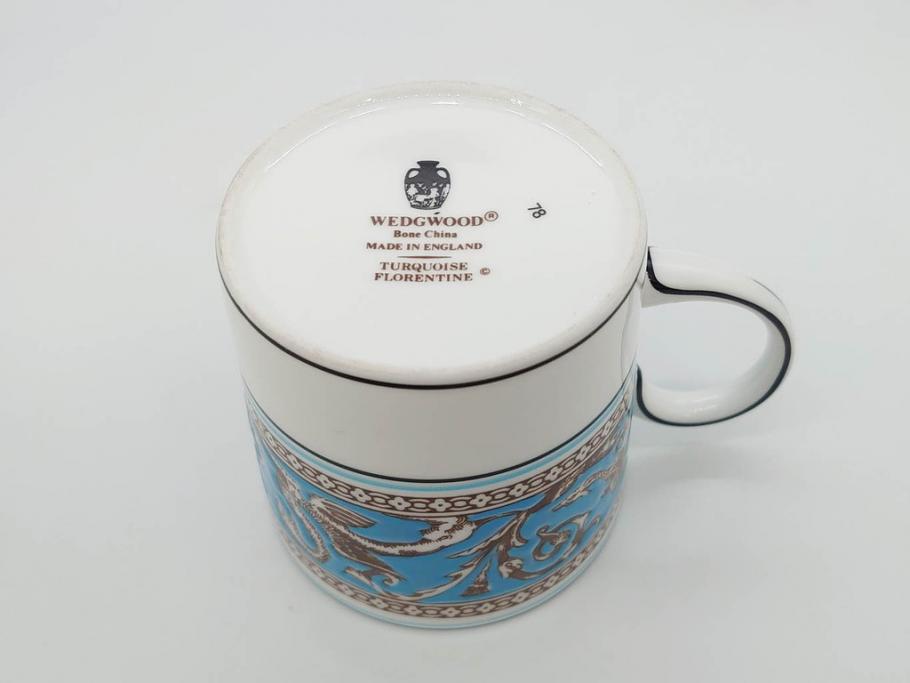 WEDGWOOD®
Bone China
MADE IN ENGLAND
TURQUOISE
FLORENTINE ©
78